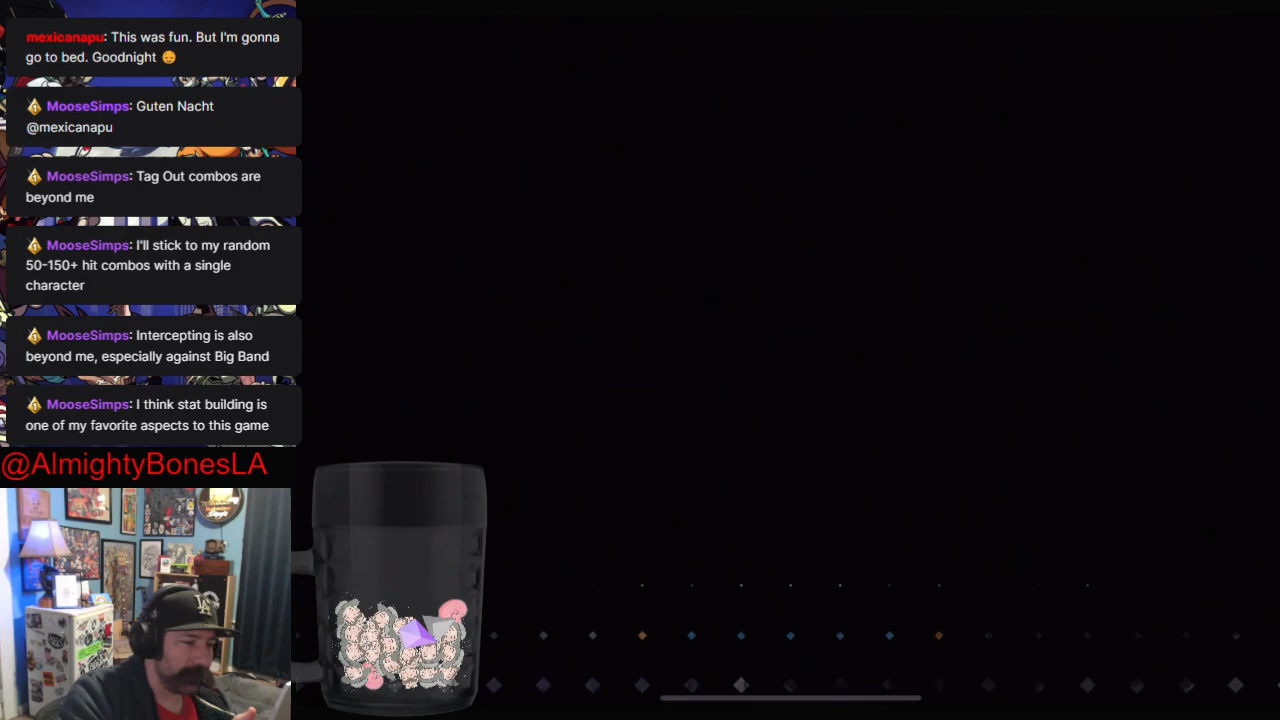 mexicanapu: This was fun. But I'm gonna
go to bed. Goodnight 😴
MooseSimps: Guten Nacht
@mexicanapu
MooseSimps: Tag Out combos are
beyond me
MooseSimps: I'll stick to my random
50-150+ hit combos with a single
character
MooseSimps: Intercepting is also
beyond me, especially against Big Band
MooseSimps: I think stat building is
one of my favorite aspects to this game
@AlmightyBonesLA